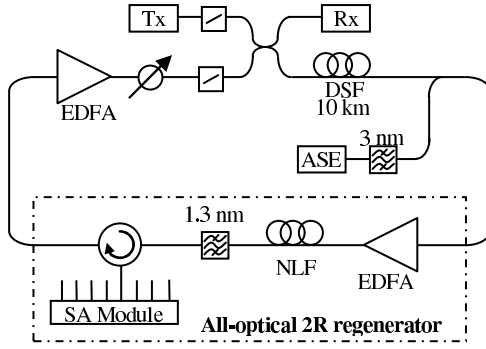 Tx
Rx
EDFA
DSF
10 km
3 nm
ASE
1.3 nm
NLF
EDFA
SA Module
All-optical 2R regenerator